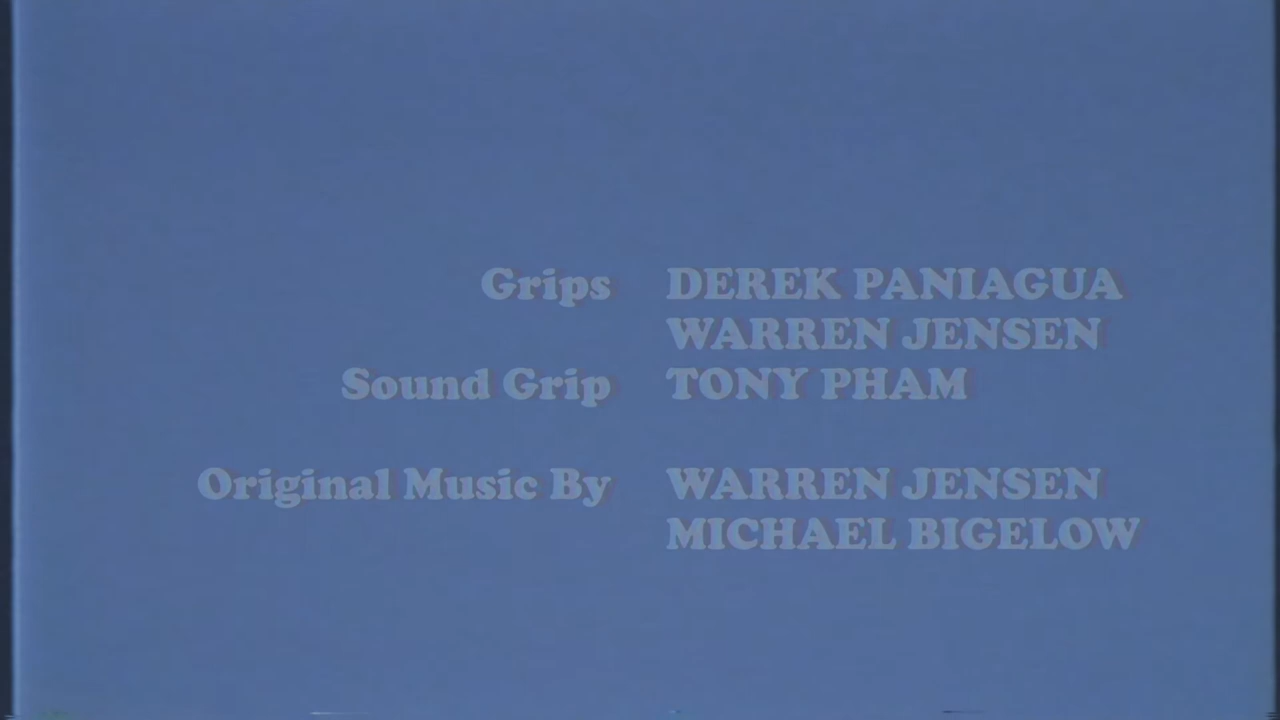 Grips DEREK PANIAGUA
WARREN JENSEN
Sound Grip TONY PHAM
Original Music By WARREN JENSEN
MICHAEL BIGELOW